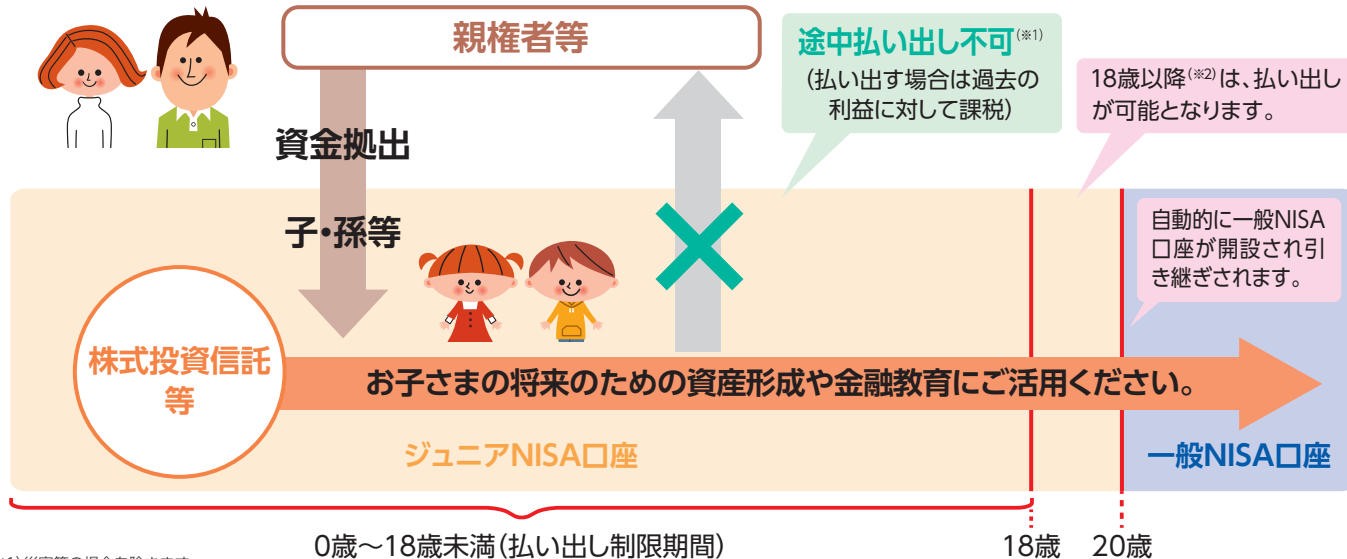 親権者等
途中払い出し不可(※1)
(払い出す場合は過去の
利益に対して課税)
18歳以降(※2)は、払い出し
が可能となります。
資金拠出
子・孫等
自動的に一般NISA
口座が開設され引
き継ぎされます。
株式投資信託
等
お子さまの将来のための資産形成や金融教育にご活用ください。
ジュニアNISA口座
一般NISA口座
0歳～18歳未満(払い出し制限期間)
18歳
20歳